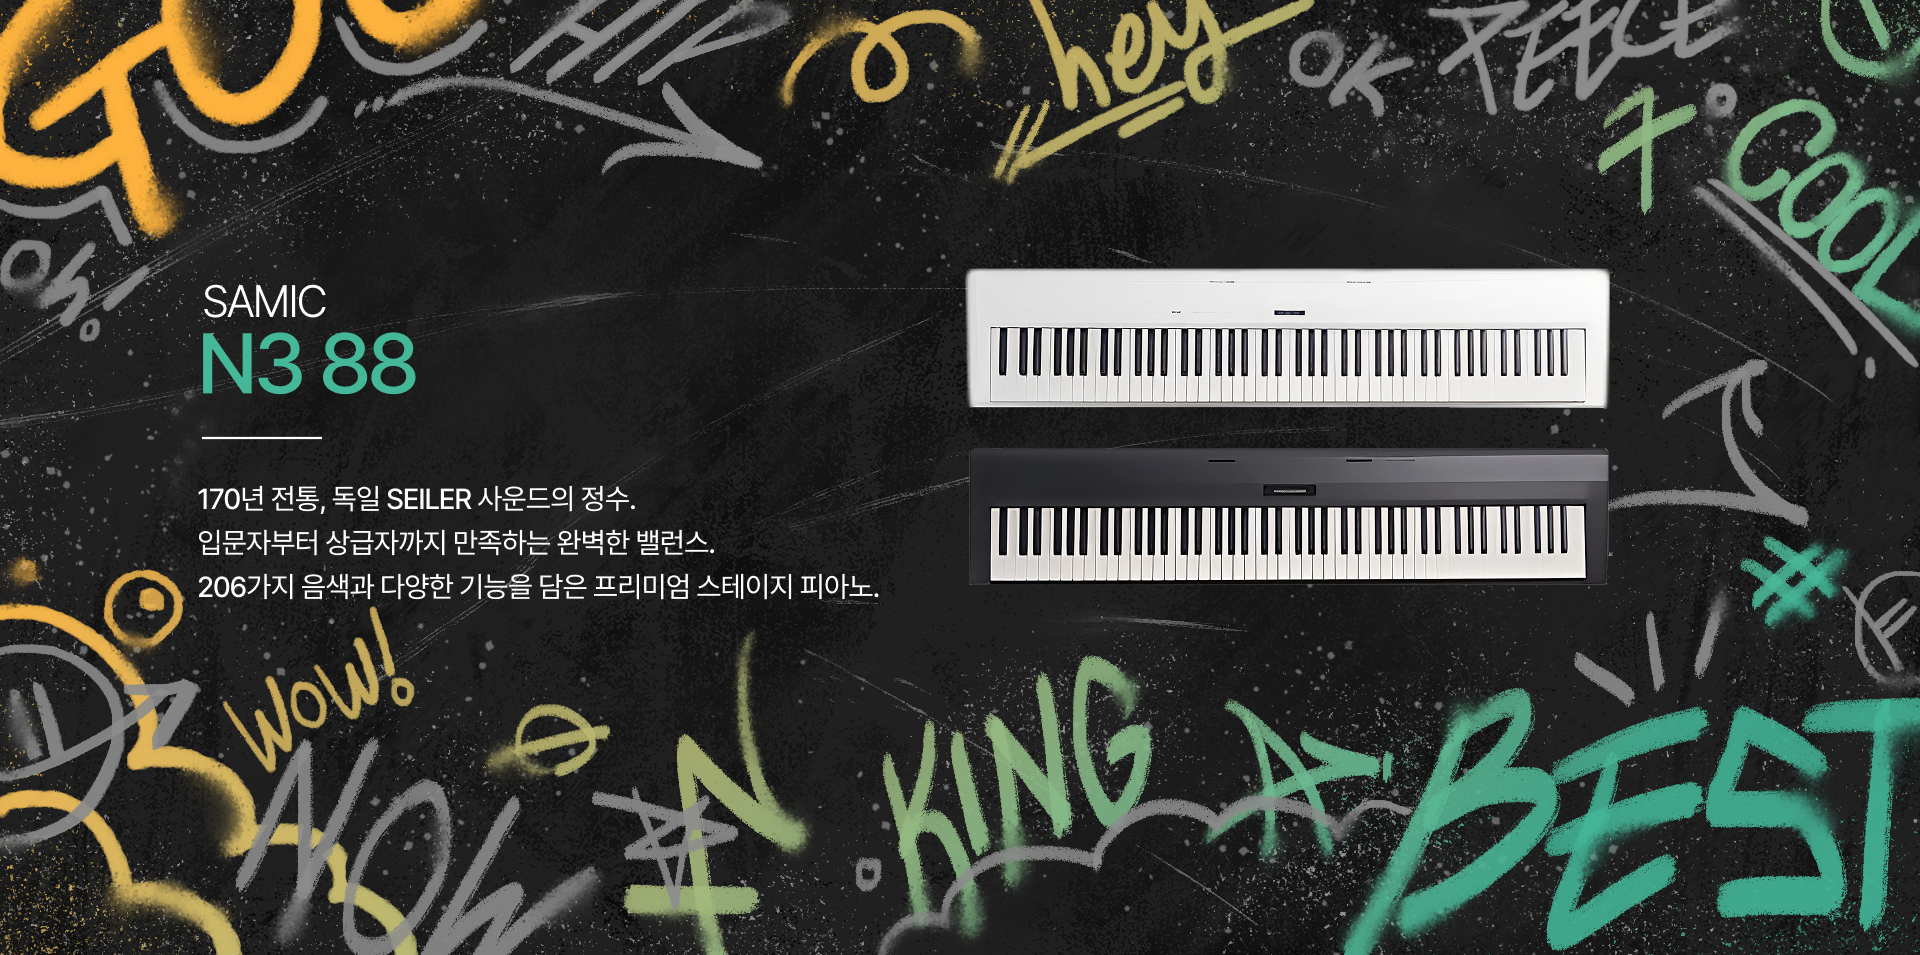 GOO
hey
OK
COOL
SAMIC
N3 88
170년 전통, 독일 SEILER 사운드의 정수.
입문자부터 상급자까지 만족하는 완벽한 밸런스.
206가지 음색과 다양한 기능을 담은 프리미엄 스테이지 피아노.
WOW!
#
NOW
KING
BEST